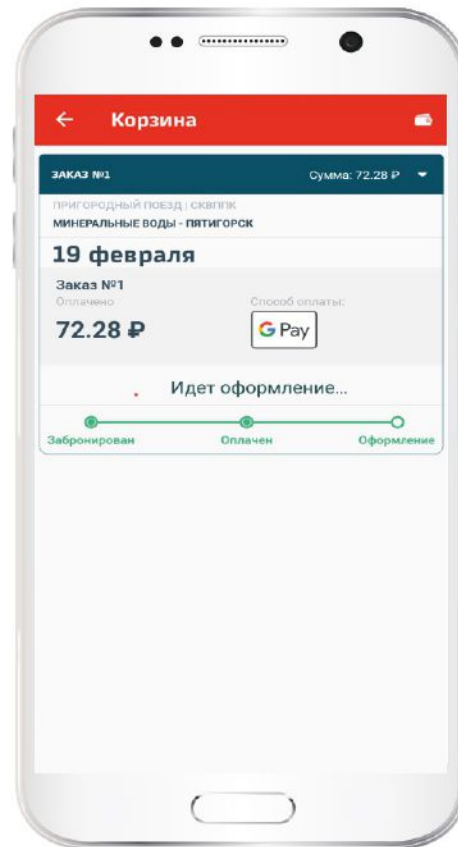 Корзина
ЗАКАЗ №1 Сумма: 72.28 ₽
ПРИГОРОДНЫЙ ПОЕЗД | СКВППК
МИНЕРАЛЬНЫЕ ВОДЫ - ПЯТИГОРСК
19 февраля
Заказ №1
Оплачено Способ оплаты:
72.28 ₽ G Pay
Идет оформление...
Забронирован Оплачен Оформление